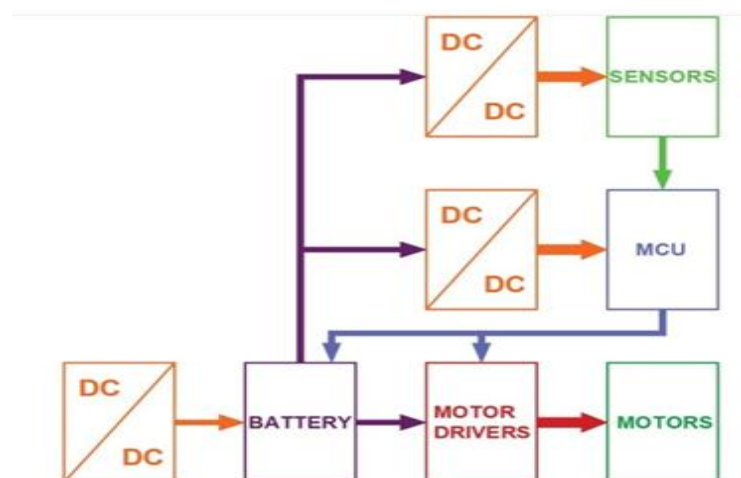 DC
DC
SENSORS
DC
DC
MCU
DC
DC
BATTERY
MOTOR
DRIVERS
MOTORS